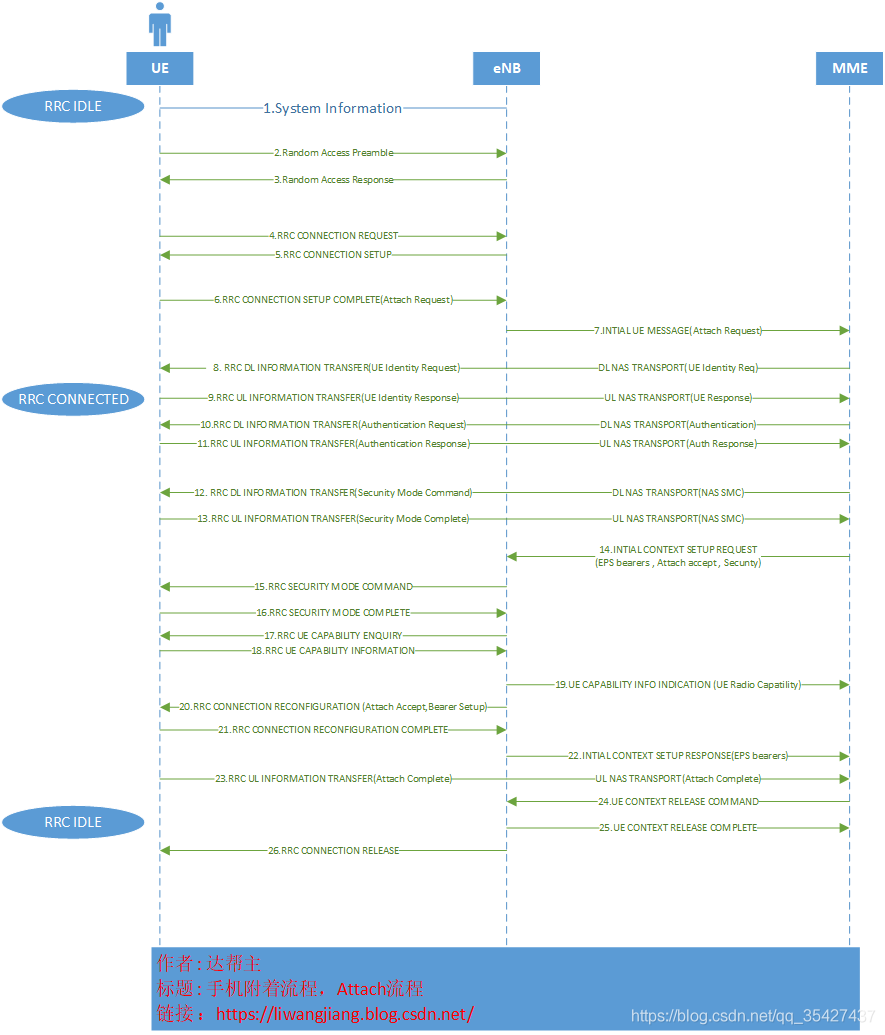 UE
eNB
MME
RRC IDLE
1.System Information
2.Random Access Preamble
3.Random Access Response
4.RRC CONNECTION REQUEST
5.RRC CONNECTION SETUP
6.RRC CONNECTION SETUP COMPLETE(Attach Request)
7.INTIAL UE MESSAGE(Attach Request)
8. RRC DL INFORMATION TRANSFER(UE Identity Request)
DL NAS TRANSPORT(UE Identity Req)
RRC CONNECTED
9.RRC UL INFORMATION TRANSFER(UE Identity Response)
UL NAS TRANSPORT(UE Response)
10.RRC DL INFORMATION TRANSFER(Authentication Request)
DL NAS TRANSPORT(Authentication)
11.RRC UL INFORMATION TRANSFER(Authentication Response)
UL NAS TRANSPORT(Auth Response)
12. RRC DL INFORMATION TRANSFER(Security Mode Command)
DL NAS TRANSPORT(NAS SMC)
13.RRC UL INFORMATION TRANSFER(Security Mode Complete)
UL NAS TRANSPORT(NAS SMC)
14.INTIAL CONTEXT SETUP REQUEST
(EPS bearers , Attach accept , Security)
15.RRC SECURITY MODE COMMAND
16.RRC SECURITY MODE COMPLETE
17.RRC UE CAPABILITY ENQUIRY
18.RRC UE CAPABILITY INFORMATION
19.UE CAPABILITY INFO INDICATION (UE Radio Capatility)
20.RRC CONNECTION RECONFIGURATION (Attach Accept,Bearer Setup)
21.RRC CONNECTION RECONFIGURATION COMPLETE
22.INTIAL CONTEXT SETUP RESPONSE(EPS bearers)
23.RRC UL INFORMATION TRANSFER(Attach Complete)
UL NAS TRANSPORT(Attach Complete)
24.UE CONTEXT RELEASE COMMAND
RRC IDLE
25.UE CONTEXT RELEASE COMPLETE
26.RRC CONNECTION RELEASE
作者:达帮主
标题:手机附着流程，Attach流程
链接：https://liwangjiang.blog.csdn.net/
https://blog.csdn.net/qq_35427437